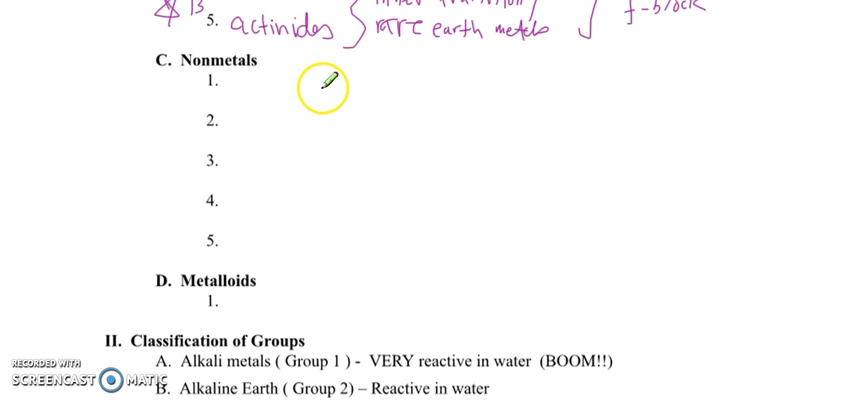 B
5. actinides rare earth metals f-block
C. Nonmetals
1.
2.
3.
4.
5.
D. Metalloids
1.
II. Classification of Groups
A. Alkali metals ( Group 1 ) - VERY reactive in water (BOOM!!)
B. Alkaline Earth ( Group 2) – Reactive in water
RECORDED WITH
SCREENCAST MATIC